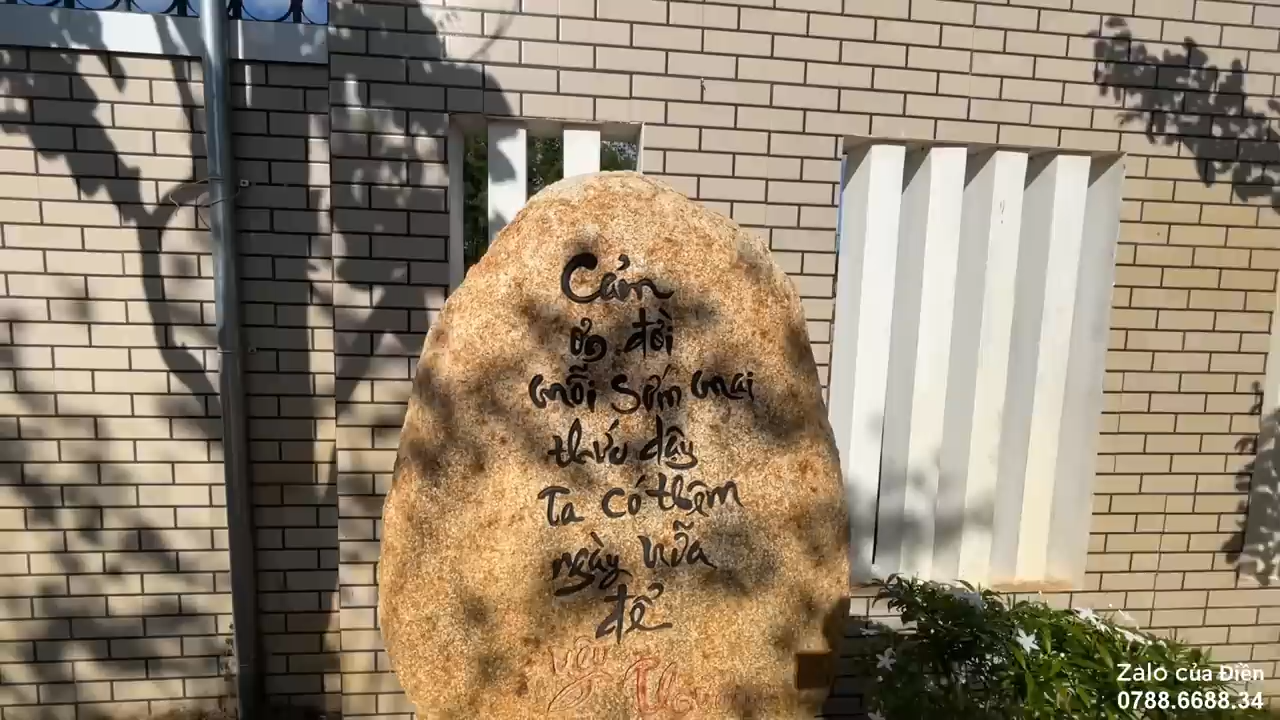 Cảm
ơn đời
mỗi sớm mai
thức dậy
Ta có thêm
ngày nữa
để
yêu
Zalo của Điền
0788.6688.34